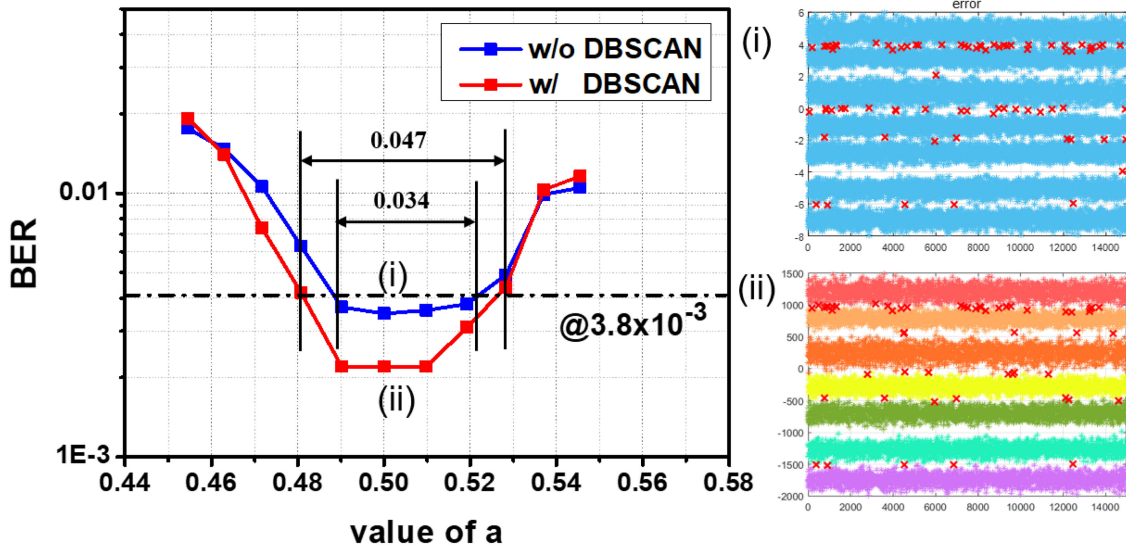 w/o DBSCAN
w/ DBSCAN
0.047
0.034
(i)
(ii)
@3.8x10⁻³
0.01
1E-3
BER
0.44 0.46 0.48 0.50 0.52 0.54 0.56 0.58
value of a
(i)
error
6
4
2
0
-2
-4
-6
-8
0 2000 4000 6000 8000 10000 12000 14000
(ii)
1500
1000
500
0
-500
-1000
-1500
-2000
0 2000 4000 6000 8000 10000 12000 14000